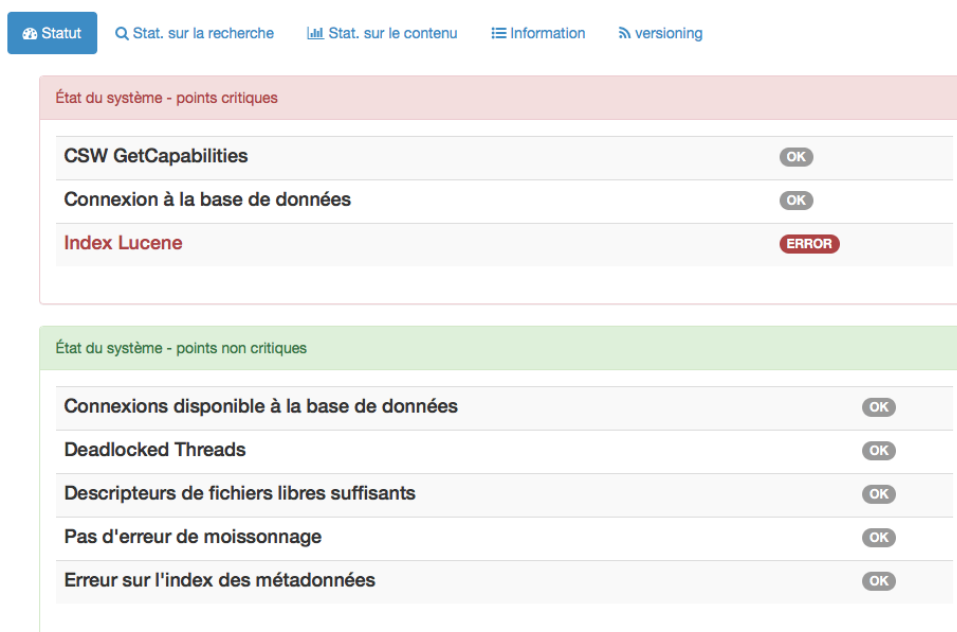 Statut Stat. sur la recherche Stat. sur le contenu Information versioning
État du système - points critiques
CSW GetCapabilities OK
Connexion à la base de données OK
Index Lucene ERROR
État du système - points non critiques
Connexions disponible à la base de données OK
Deadlocked Threads OK
Descripteurs de fichiers libres suffisants OK
Pas d'erreur de moissonnage OK
Erreur sur l'index des métadonnées OK